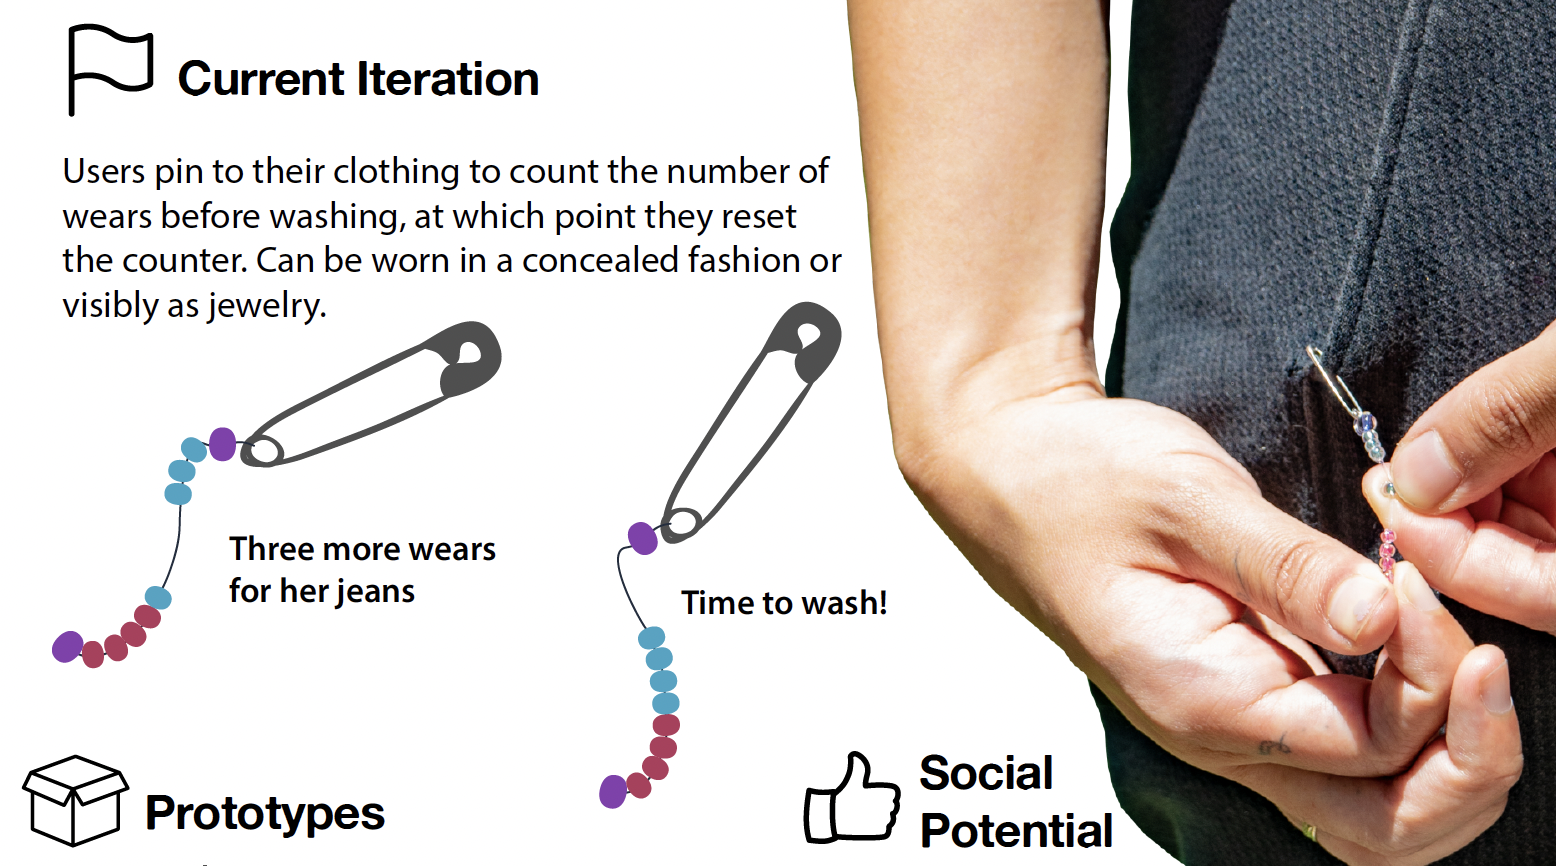 Current Iteration
Users pin to their clothing to count the number of
wears before washing, at which point they reset
the counter. Can be worn in a concealed fashion or
visibly as jewelry.
Three more wears
for her jeans
Time to wash!
Prototypes
Social
Potential